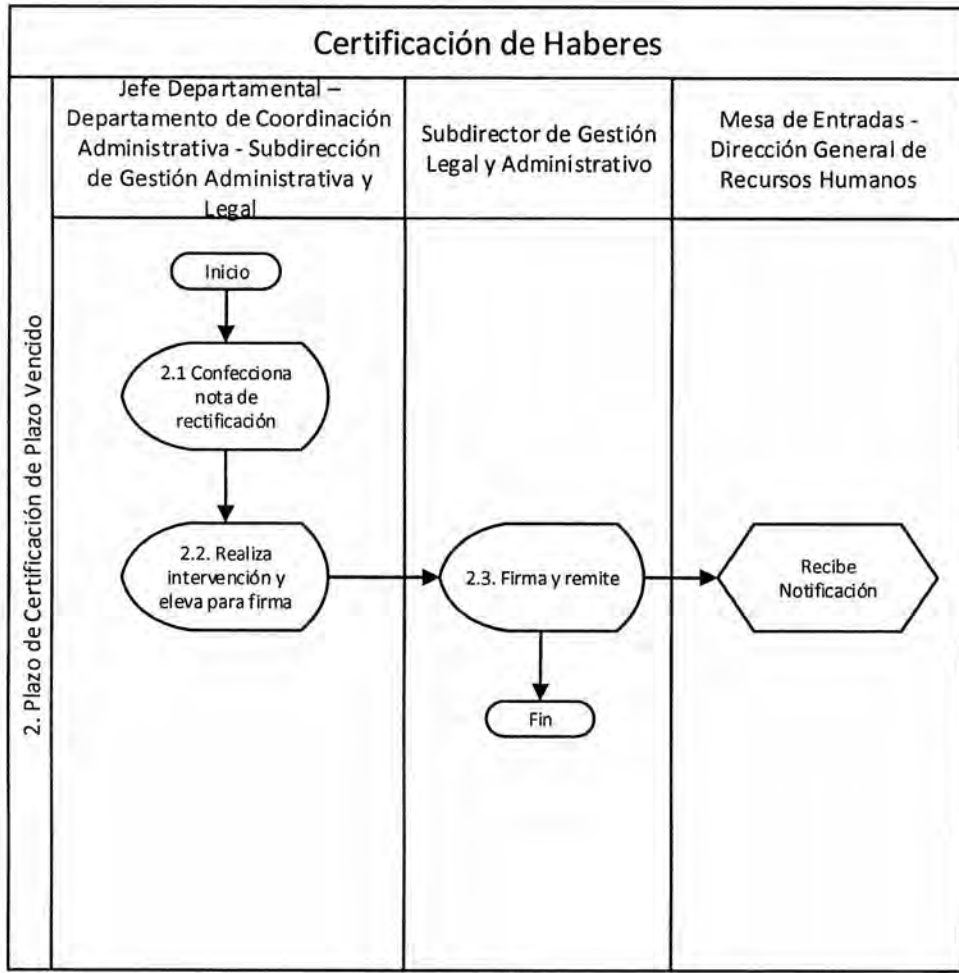 Certificación de Haberes
Jefe Departamental –
Departamento de Coordinación
Administrativa - Subdirección
de Gestión Administrativa y
Legal
Subdirector de Gestión
Legal y Administrativo
Mesa de Entradas -
Dirección General de
Recursos Humanos
2. Plazo de Certificación de Plazo Vencido
Inicio
2.1 Confecciona
nota de
rectificación
2.2. Realiza
intervención y
eleva para firma
2.3. Firma y remite
Recibe
Notificación
Fin